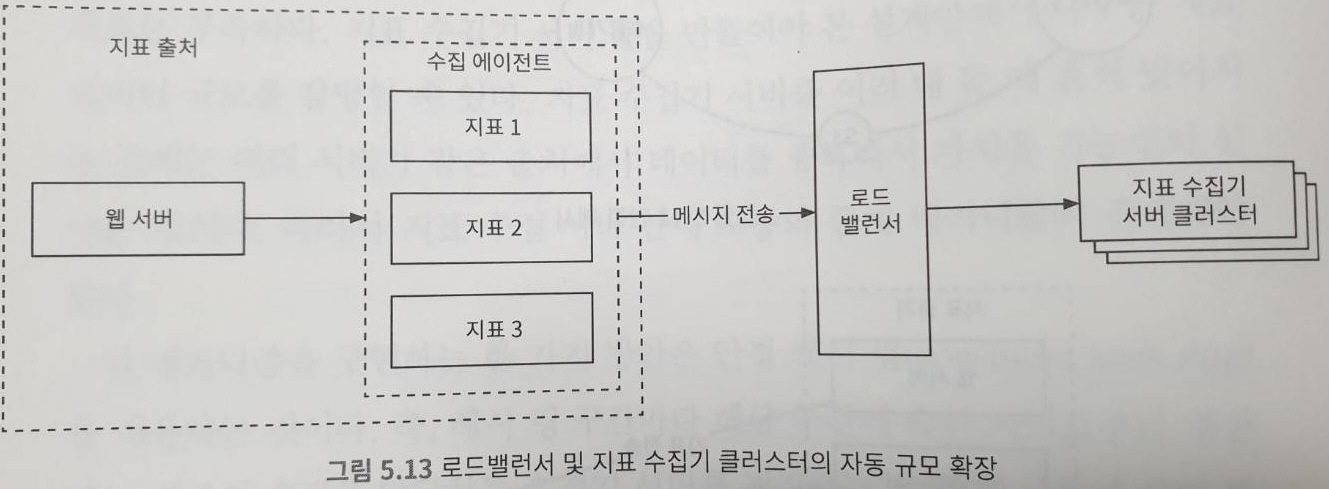 지표 출처
수집 에이전트
지표 1
웹 서버
지표 2
지표 3
메시지 전송
로드
밸런서
지표 수집기
서버 클러스터
그림 5.13 로드밸런서 및 지표 수집기 클러스터의 자동 규모 확장